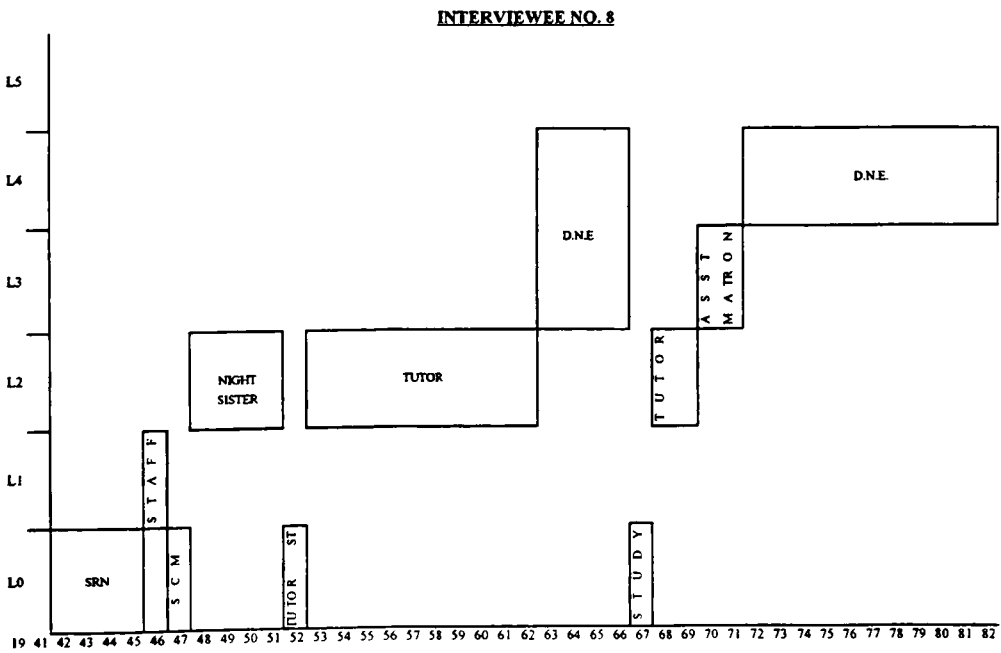 INTERVIEWEE NO. 8
L5
L4
D.N.E.
D.N.E
L3
ASST
MATRON
L2
NIGHT
SISTER
TUTOR
TUTOR
L1
STAFF
L0
SRN
SCM
TUTOR ST
STUDY
19 41 42 43 44 45 46 47 48 49 50 51 52 53 54 55 56 57 58 59 60 61 62 63 64 65 66 67 68 69 70 71 72 73 74 75 76 77 78 79 80 81 82